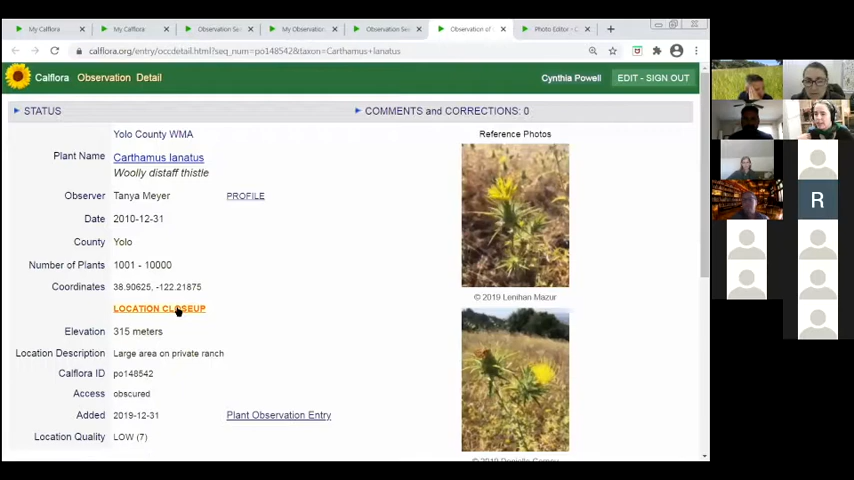 My Calflora
My Calflora
Observation Se
My Observation
Observation Se
Observation of
Photo Editor - C
calflora.org/entry/occdetail.html?seq_num=po148542&taxon=Carthamus+lanatus
Calflora Observation Detail
Cynthia Powell
EDIT - SIGN OUT
STATUS
COMMENTS and CORRECTIONS: 0
Yolo County WMA
Reference Photos
Plant Name Carthamus lanatus
Woolly distaff thistle
Observer Tanya Meyer PROFILE
Date 2010-12-31
County Yolo
Number of Plants 1001 - 10000
Coordinates 38.90625, -122.21875
© 2019 Lenihan Mazur
LOCATION CLOSEUP
Elevation 315 meters
Location Description Large area on private ranch
Calflora ID po148542
Access obscured
Added 2019-12-31 Plant Observation Entry
Location Quality LOW (7)
R